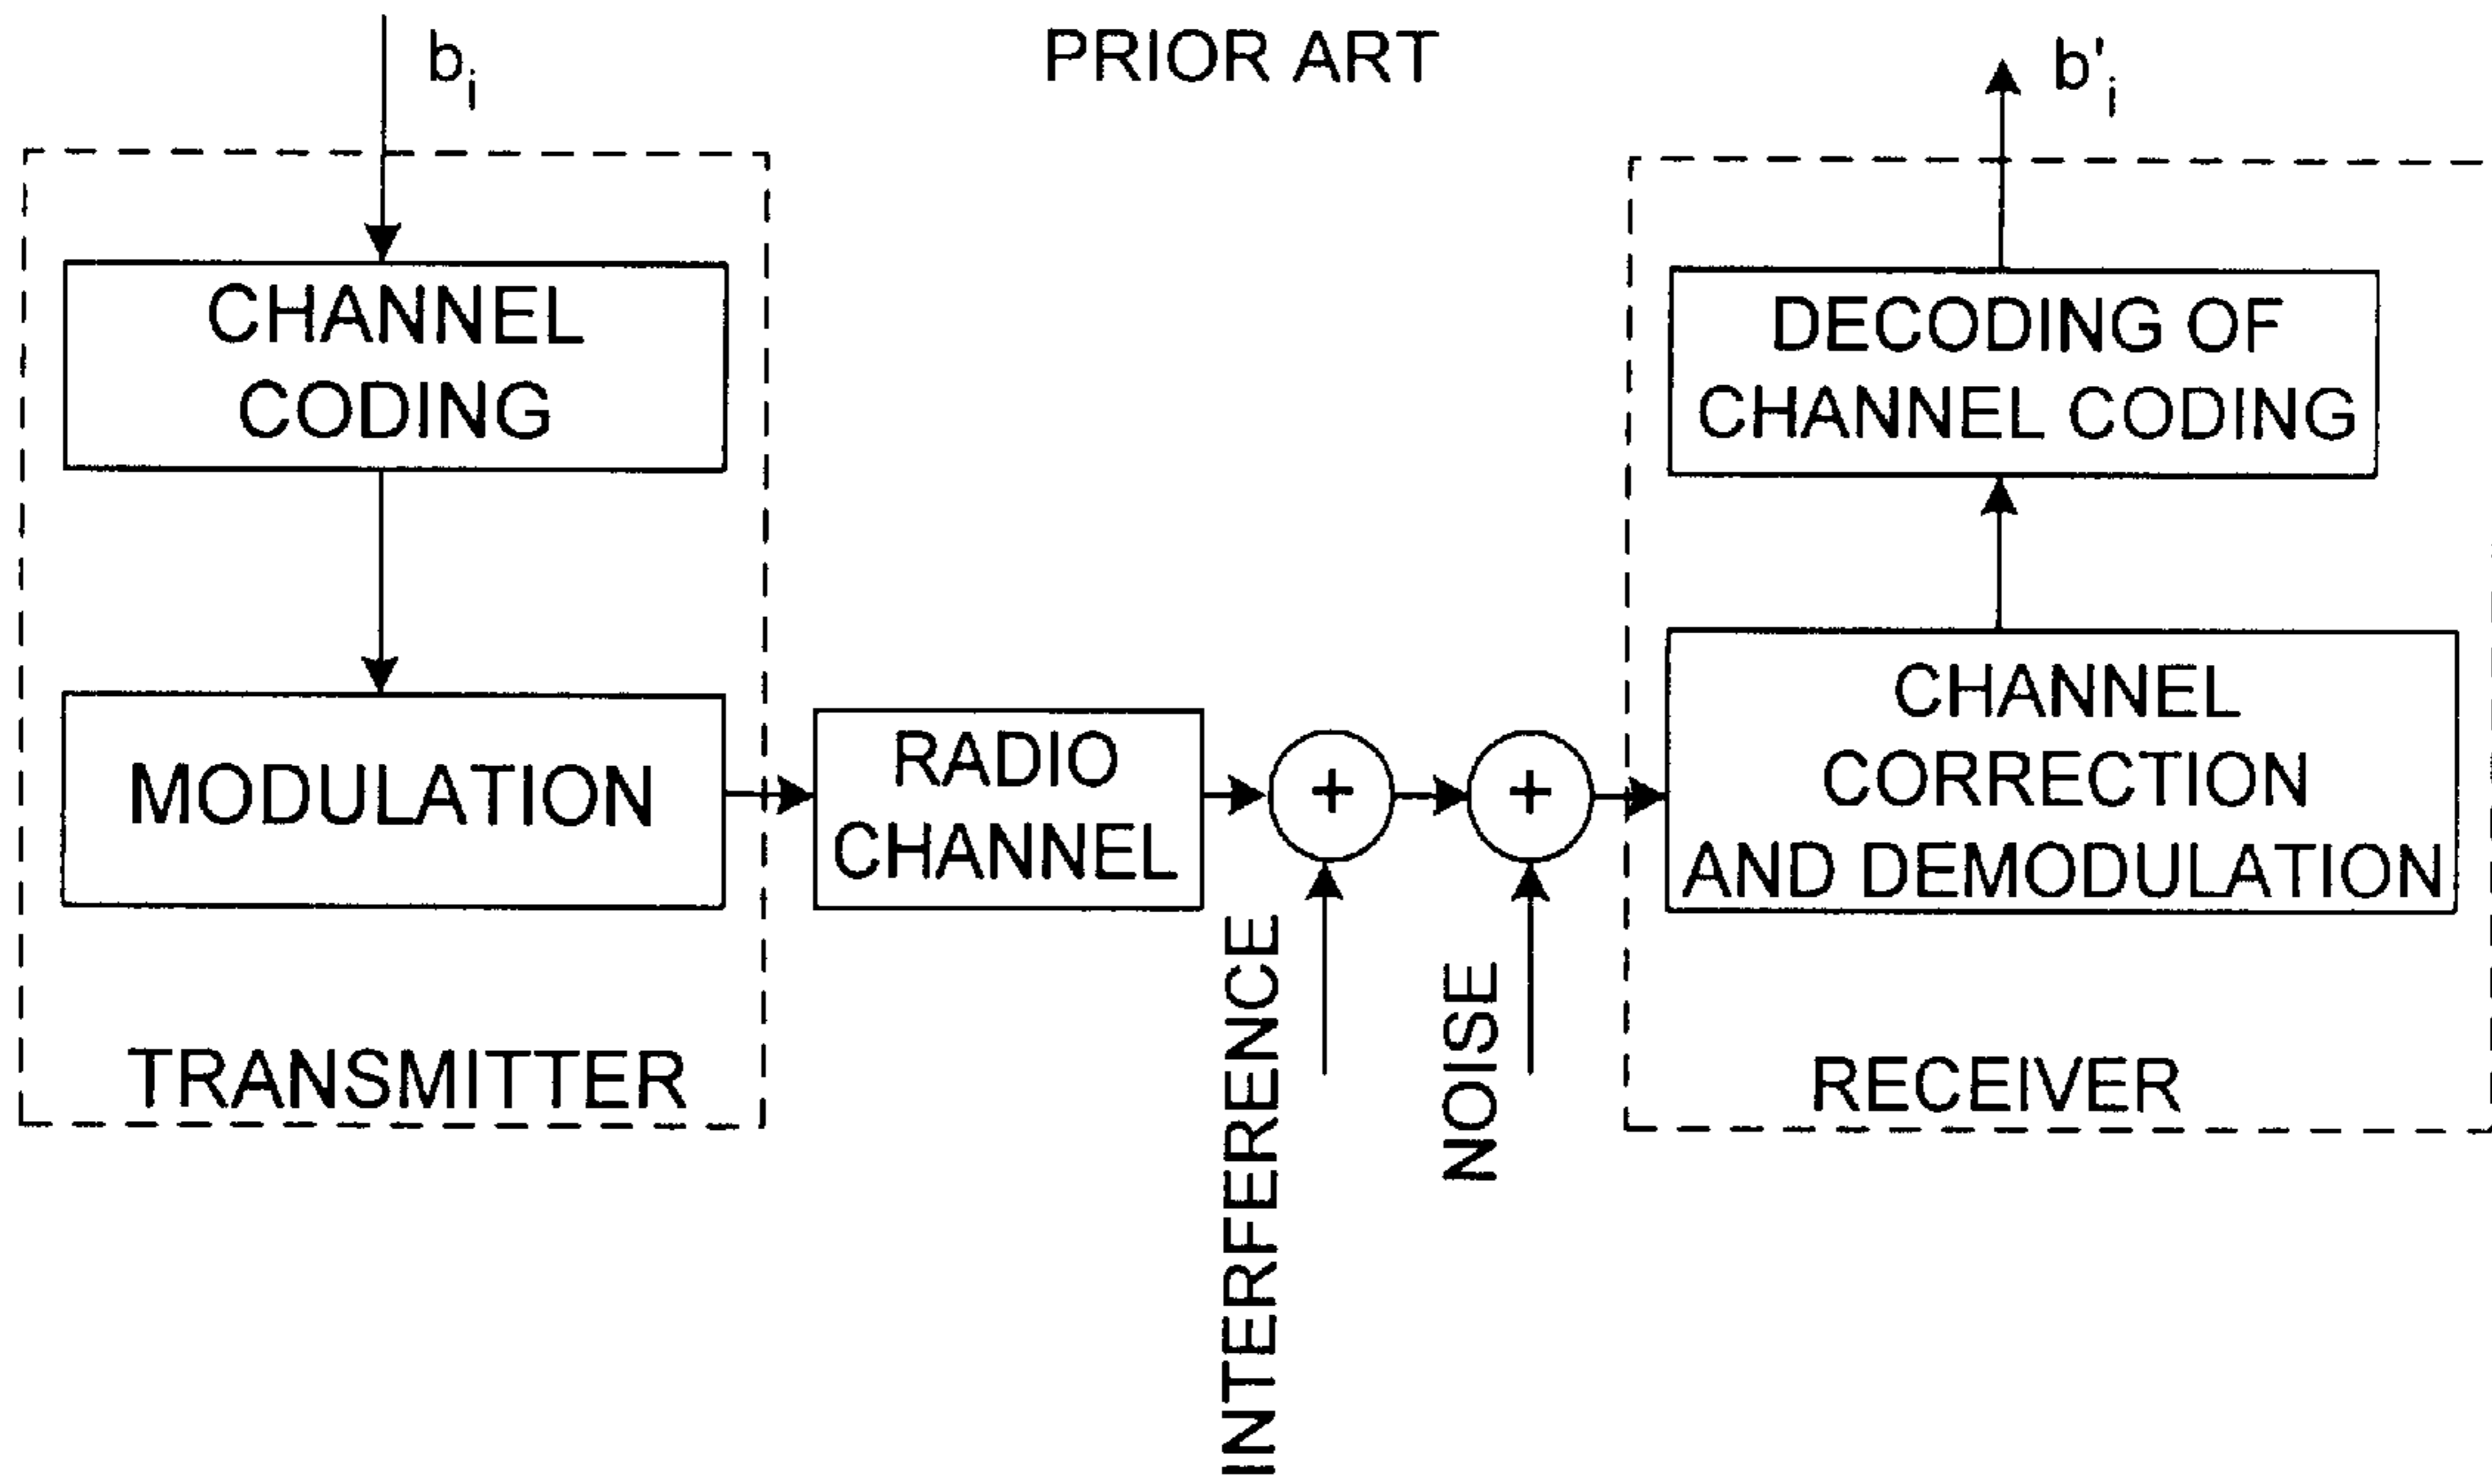 PRIOR ART
b_i
b'_i
CHANNEL
CODING
DECODING OF
CHANNEL CODING
MODULATION
RADIO
CHANNEL
+
+
CHANNEL
CORRECTION
AND DEMODULATION
INTERFERENCE
NOISE
TRANSMITTER
RECEIVER